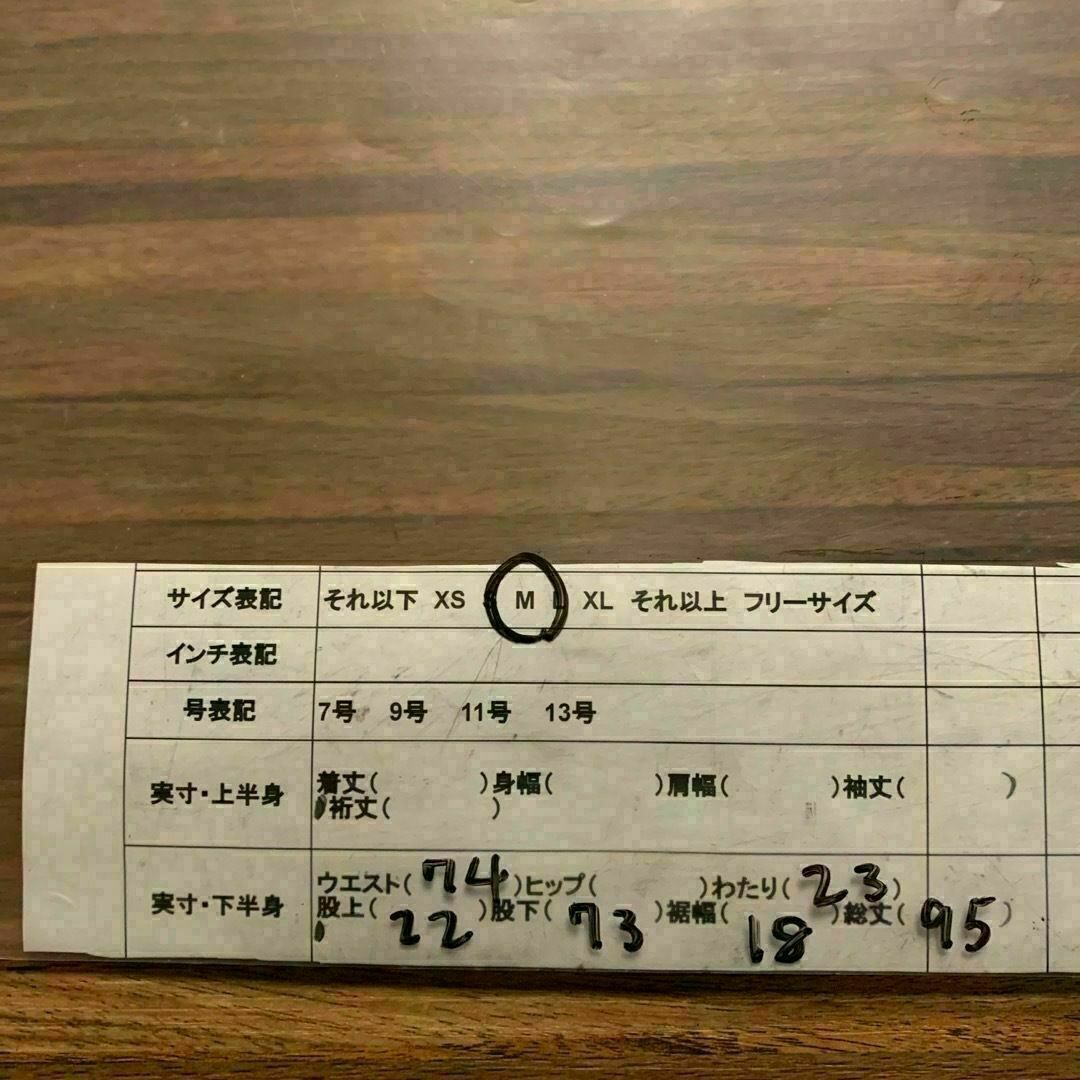 サイズ表記 それ以下 XS M L XL それ以上 フリーサイズ
インチ表記
号表記 7号 9号 11号 13号
実寸・上半身 着丈( )身幅( )肩幅( )袖丈( )
裄丈( )
実寸・下半身 ウエスト( 74 )ヒップ( )わたり( 23 )
股上( 22 )股下( 73 )裾幅( 18 )総丈( 95 )